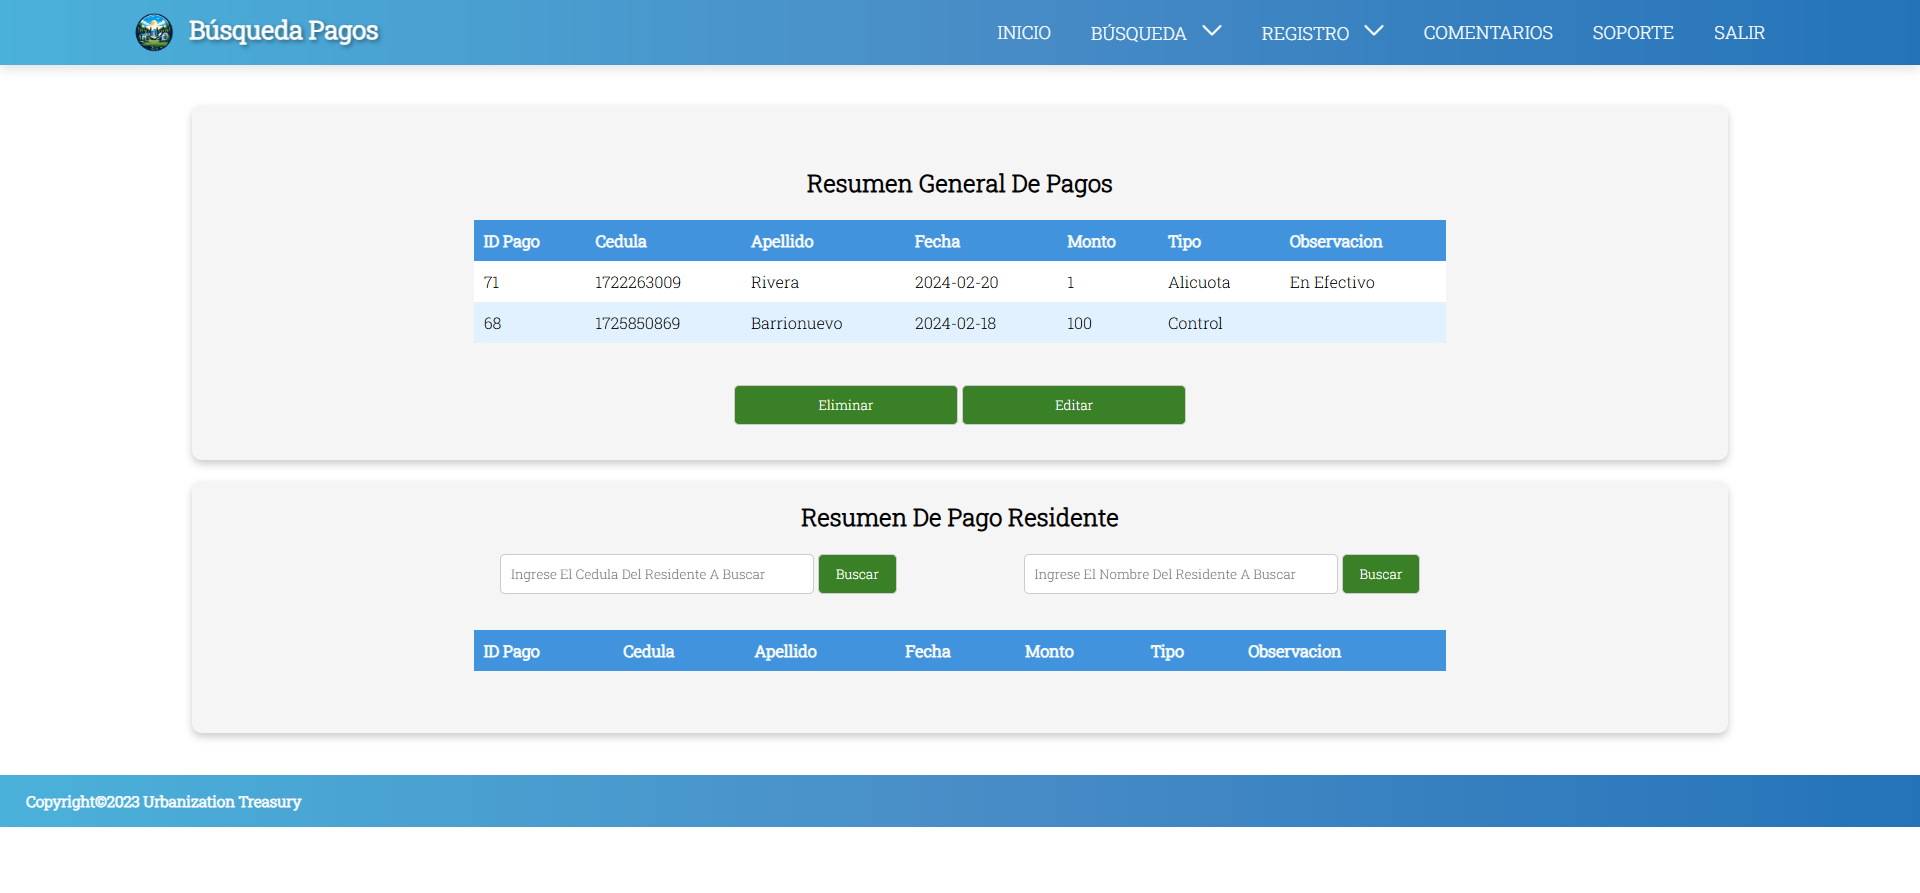 Búsqueda Pagos
INICIO BÚSQUEDA REGISTRO COMENTARIOS SOPORTE SALIR
Resumen General De Pagos
ID Pago Cedula Apellido Fecha Monto Tipo Observacion
71 1722263009 Rivera 2024-02-20 1 Alicuota En Efectivo
68 1725850869 Barrionuevo 2024-02-18 100 Control
Eliminar Editar
Resumen De Pago Residente
Ingrese El Cedula Del Residente A Buscar Buscar Ingrese El Nombre Del Residente A Buscar Buscar
ID Pago Cedula Apellido Fecha Monto Tipo Observacion
Copyright©2023 Urbanization Treasury